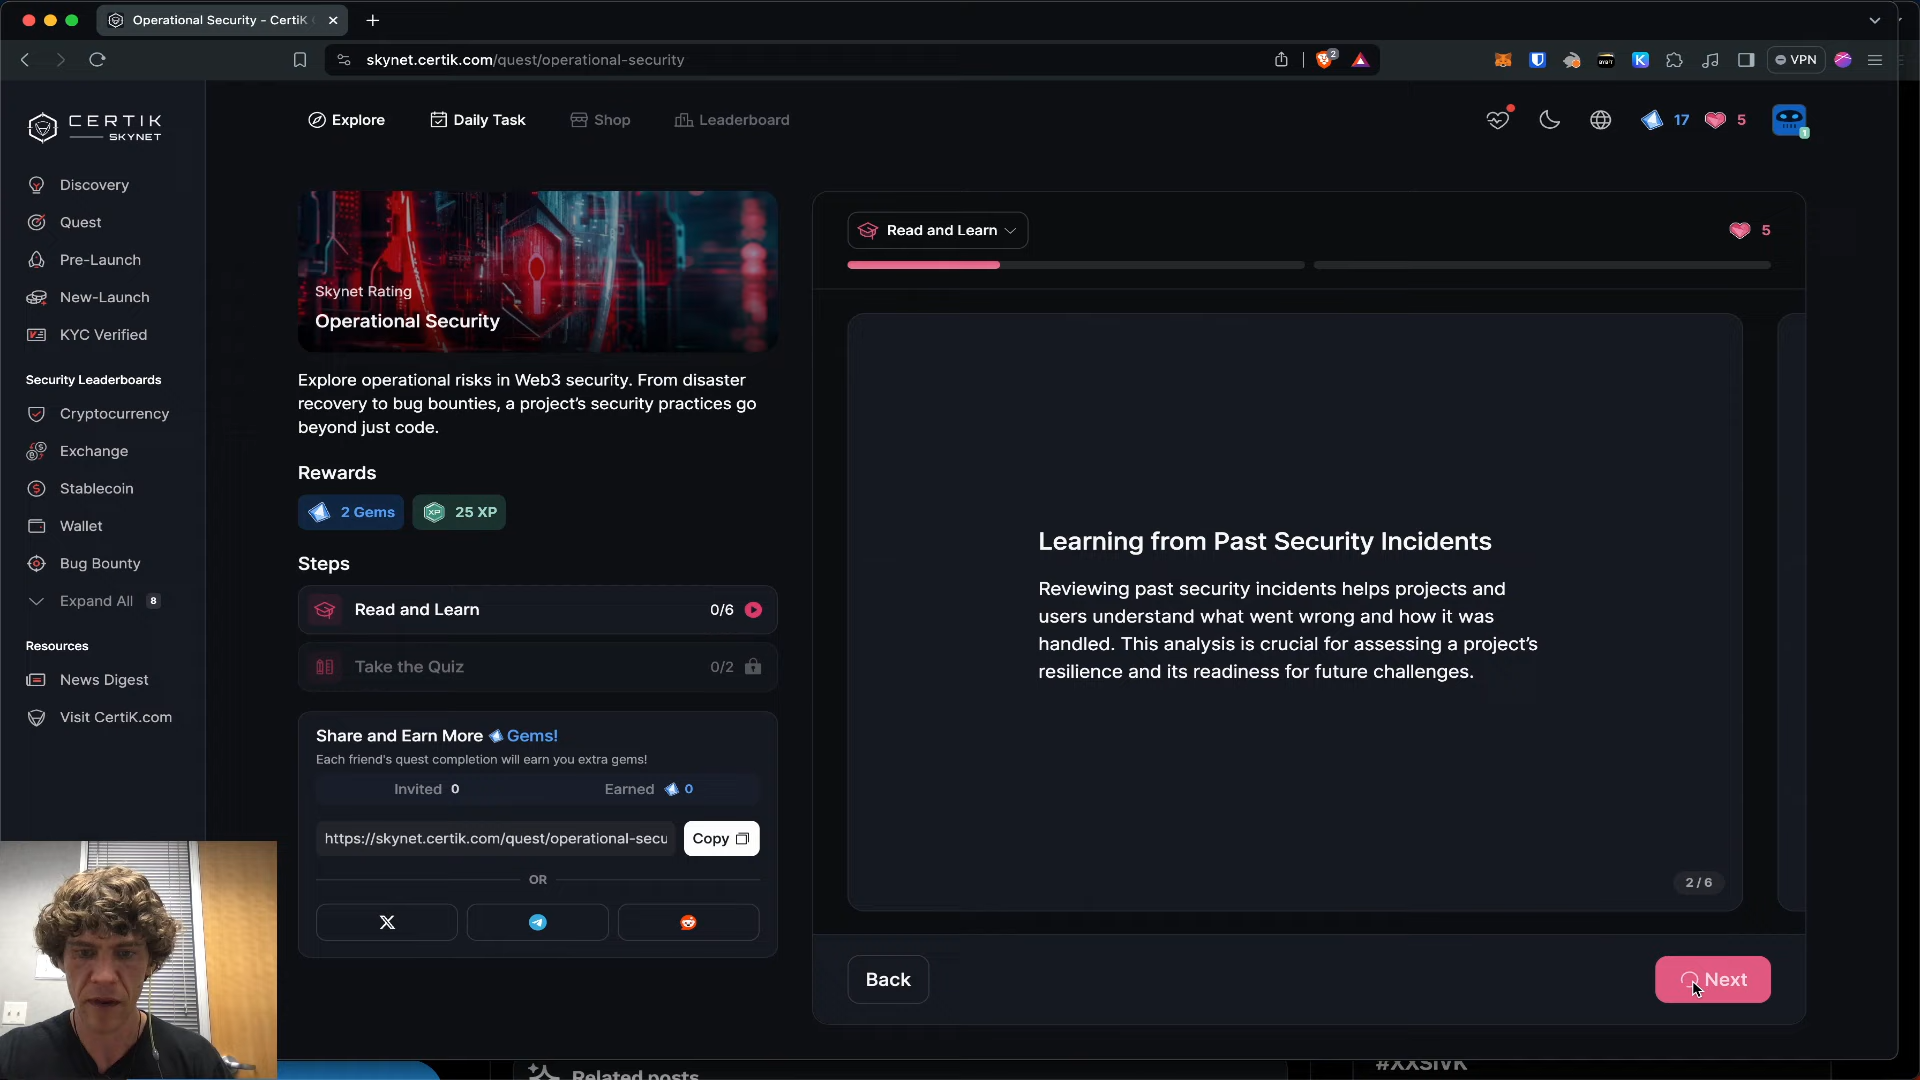 Operational Security - CertiK
skynet.certik.com/quest/operational-security
2
VPN
CERTIK
SKYNET
Explore
Daily Task
Shop
Leaderboard
17
5
1
Discovery
Quest
Pre-Launch
New-Launch
KYC Verified
Security Leaderboards
Cryptocurrency
Exchange
Stablecoin
Wallet
Bug Bounty
Expand All 8
Resources
News Digest
Visit CertiK.com
Skynet Rating
Operational Security
Explore operational risks in Web3 security. From disaster
recovery to bug bounties, a project's security practices go
beyond just code.
Rewards
2 Gems
XP 25 XP
Steps
Read and Learn 0/6
Take the Quiz 0/2
Share and Earn More Gems!
Each friend's quest completion will earn you extra gems!
Invited 0 Earned 0
https://skynet.certik.com/quest/operational-secu
Copy
OR
Read and Learn
5
Learning from Past Security Incidents
Reviewing past security incidents helps projects and
users understand what went wrong and how it was
handled. This analysis is crucial for assessing a project's
resilience and its readiness for future challenges.
2 / 6
Back
Next
Related posts